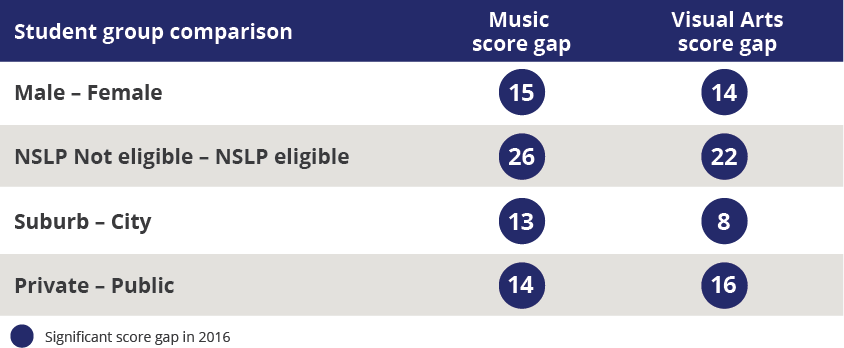 Student group comparison
Music
score gap
Visual Arts
score gap
Male – Female
15
14
NSLP Not eligible – NSLP eligible
26
22
Suburb – City
13
8
Private – Public
14
16
Significant score gap in 2016